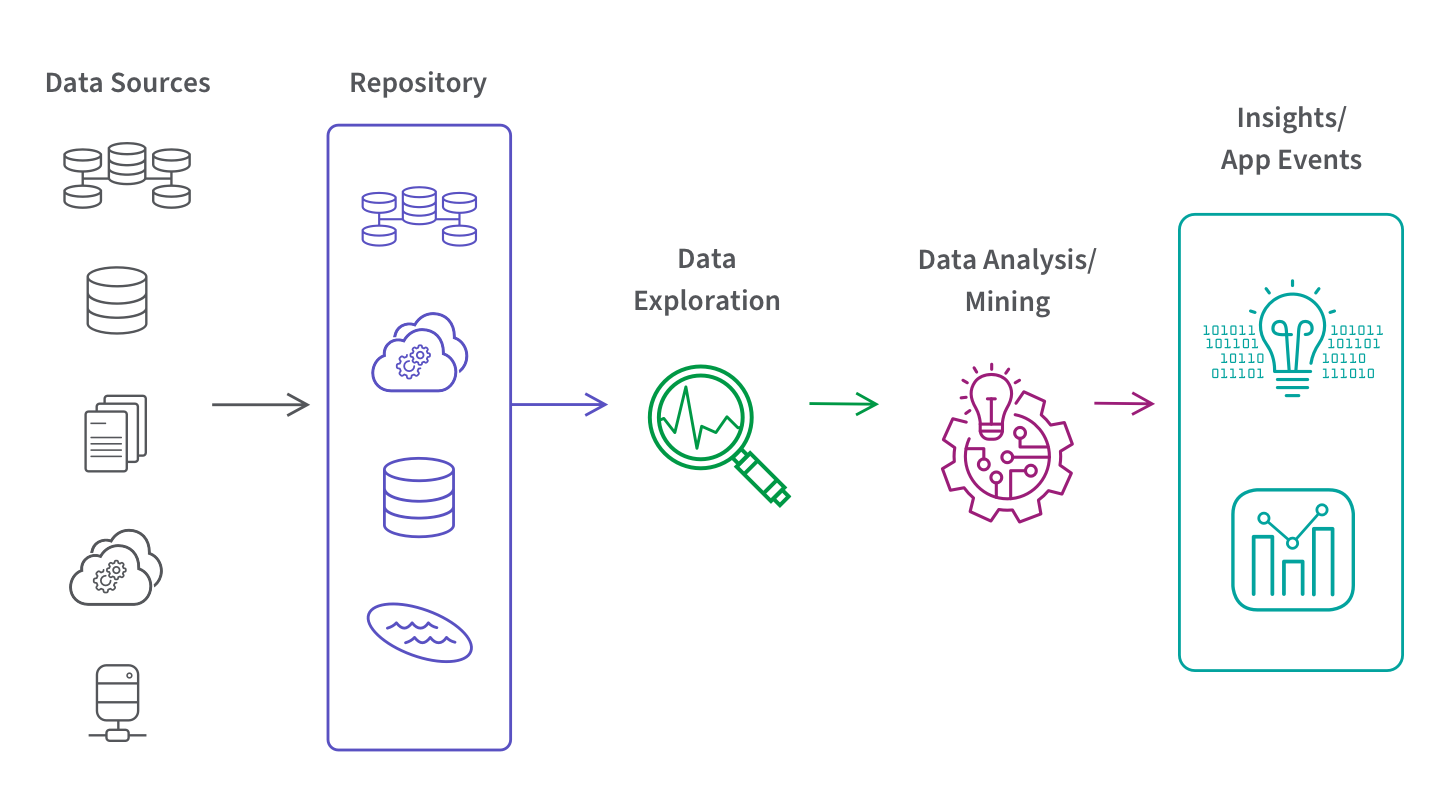 Data Sources
Repository
Insights/
App Events
Data
Exploration
Data Analysis/
Mining
101011 101011
101101 101101
10110 10110
011101 111010